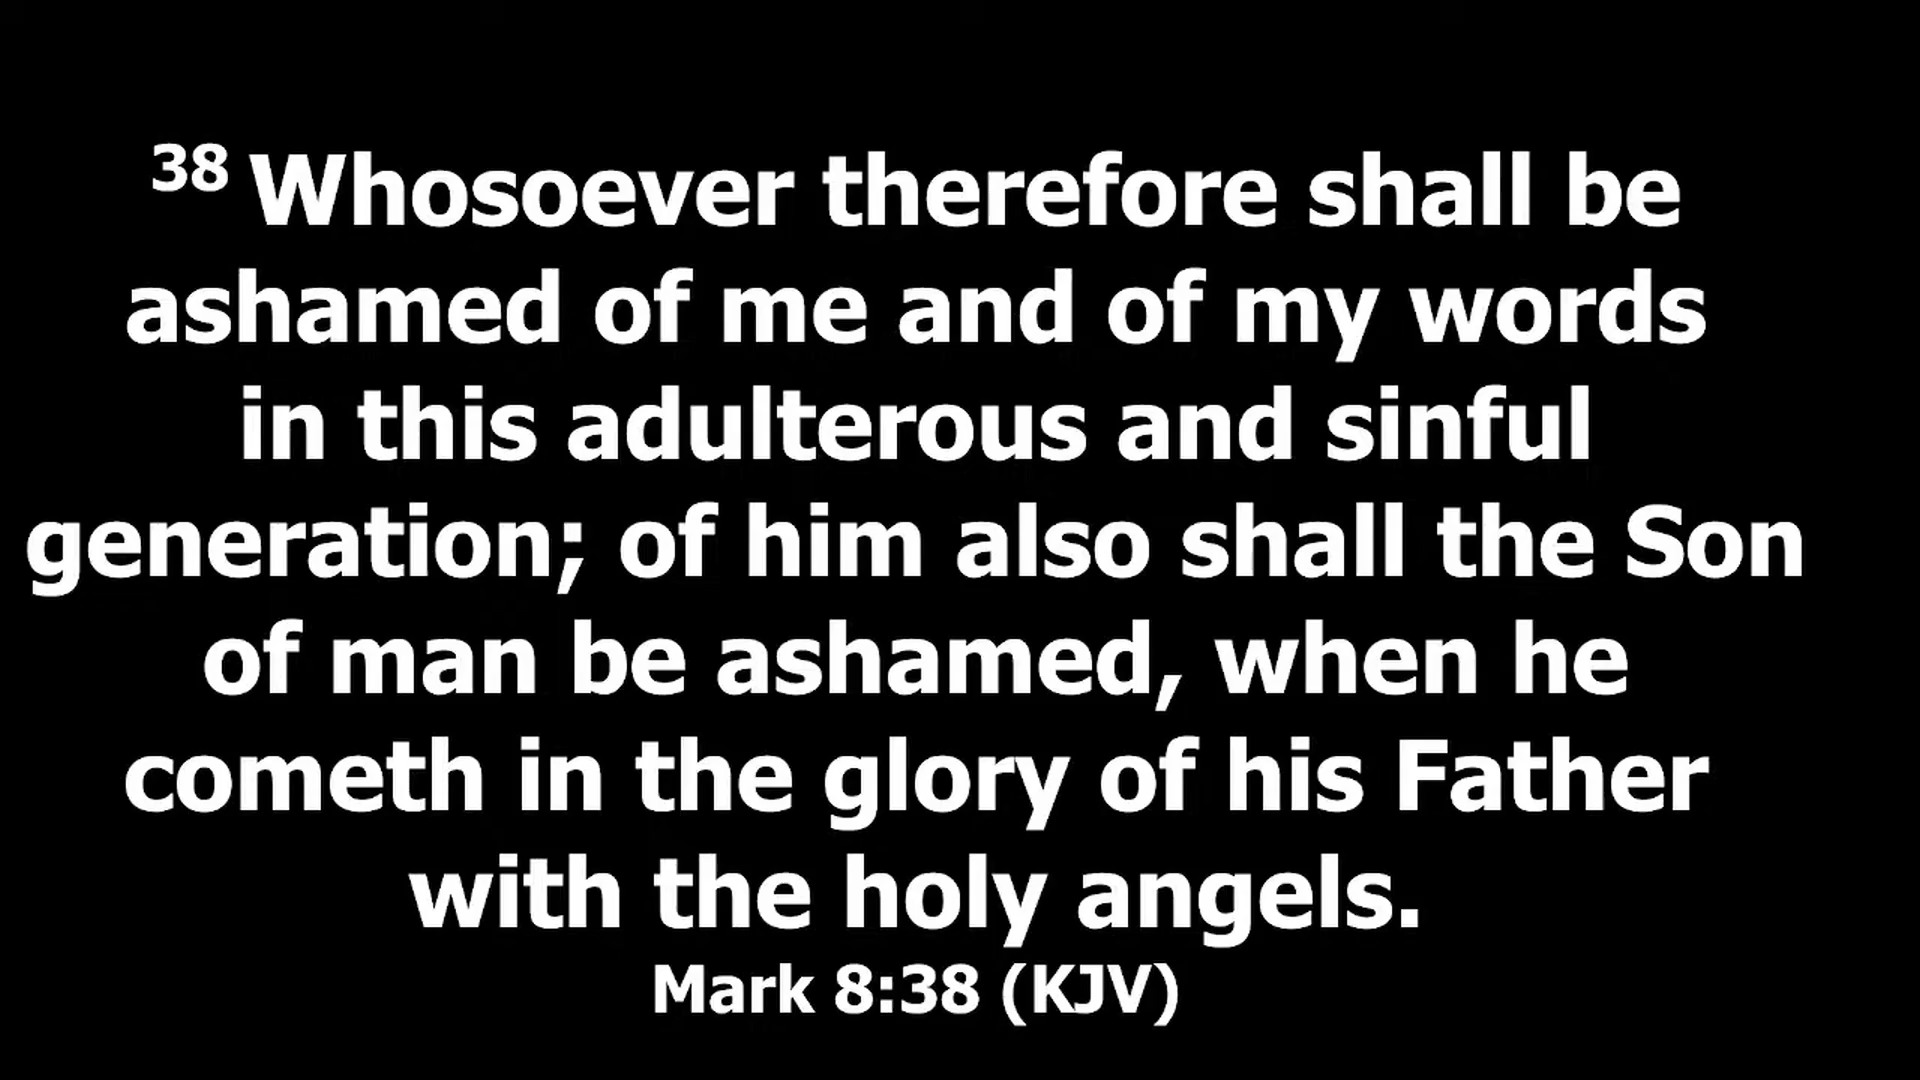 38 Whosoever therefore shall be
ashamed of me and of my words
in this adulterous and sinful
generation; of him also shall the Son
of man be ashamed, when he
cometh in the glory of his Father
with the holy angels.
Mark 8:38 (KJV)